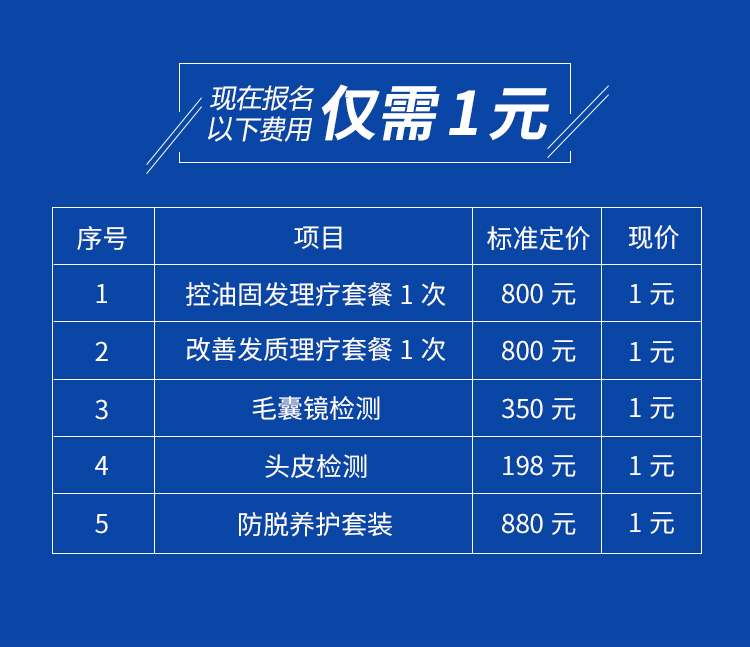 现在报名
以下费用
仅需1元
序号 项目 标准定价 现价
1 控油固发理疗套餐 1 次 800 元 1 元
2 改善发质理疗套餐 1 次 800 元 1 元
3 毛囊镜检测 350 元 1 元
4 头皮检测 198 元 1 元
5 防脱养护套装 880 元 1 元